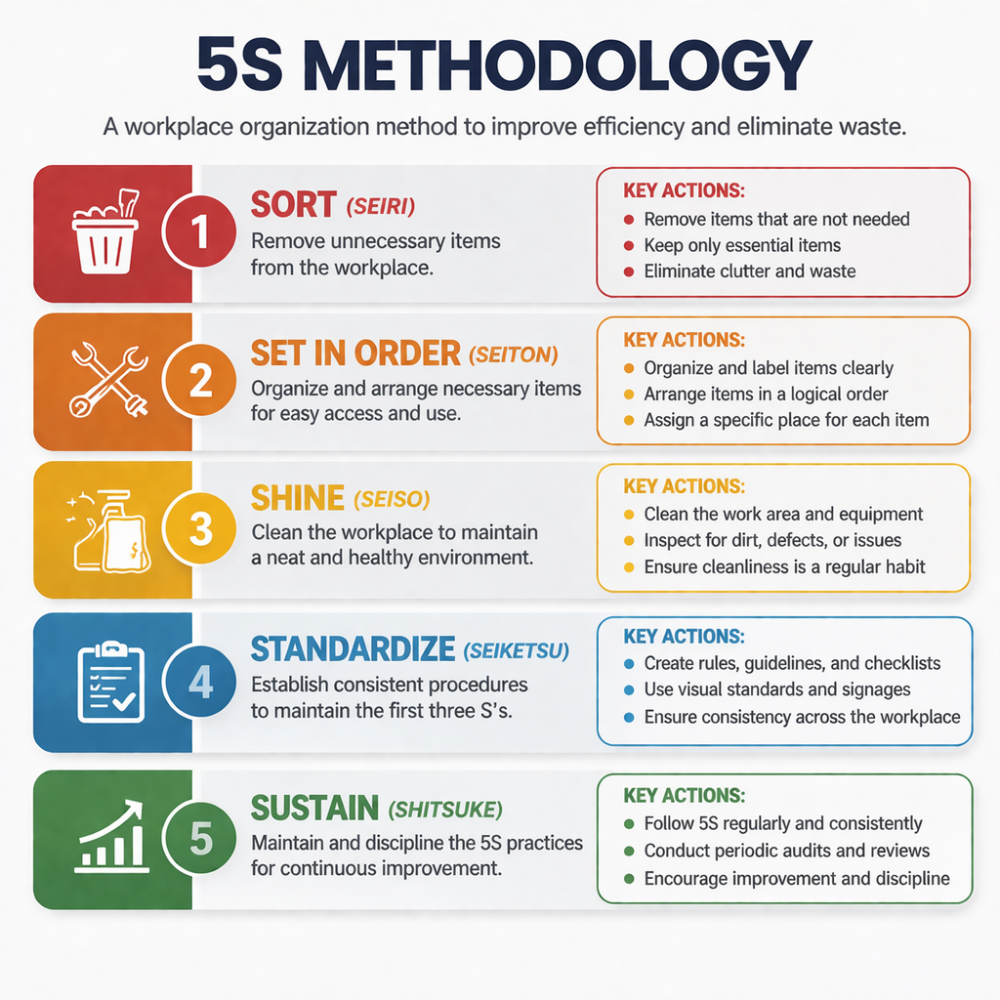 5S METHODOLOGY
A workplace organization method to improve efficiency and eliminate waste.
1
SORT (SEIRI)
Remove unnecessary items
from the workplace.
KEY ACTIONS:
Remove items that are not needed
Keep only essential items
Eliminate clutter and waste
2
SET IN ORDER (SEITON)
Organize and arrange necessary items
for easy access and use.
KEY ACTIONS:
Organize and label items clearly
Arrange items in a logical order
Assign a specific place for each item
3
SHINE (SEISO)
Clean the workplace to maintain
a neat and healthy environment.
KEY ACTIONS:
Clean the work area and equipment
Inspect for dirt, defects, or issues
Ensure cleanliness is a regular habit
4
STANDARDIZE (SEIKETSU)
Establish consistent procedures
to maintain the first three S's.
KEY ACTIONS:
Create rules, guidelines, and checklists
Use visual standards and signages
Ensure consistency across the workplace
5
SUSTAIN (SHITSUKE)
Maintain and discipline the 5S practices
for continuous improvement.
KEY ACTIONS:
Follow 5S regularly and consistently
Conduct periodic audits and reviews
Encourage improvement and discipline